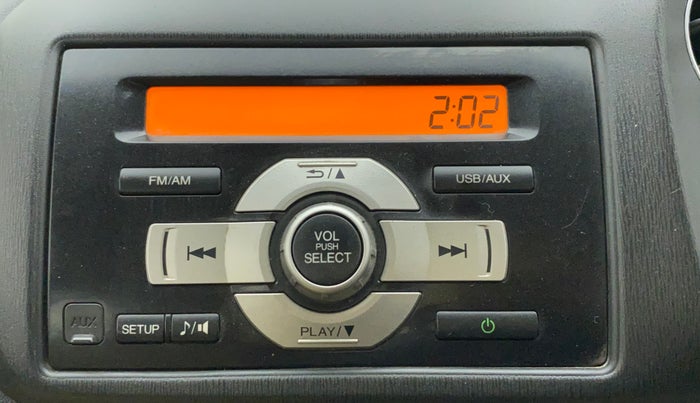 2:02
FM/AM
⮌/▲
USB/AUX
VOL
PUSH
SELECT
AUX
SETUP
PLAY/▼